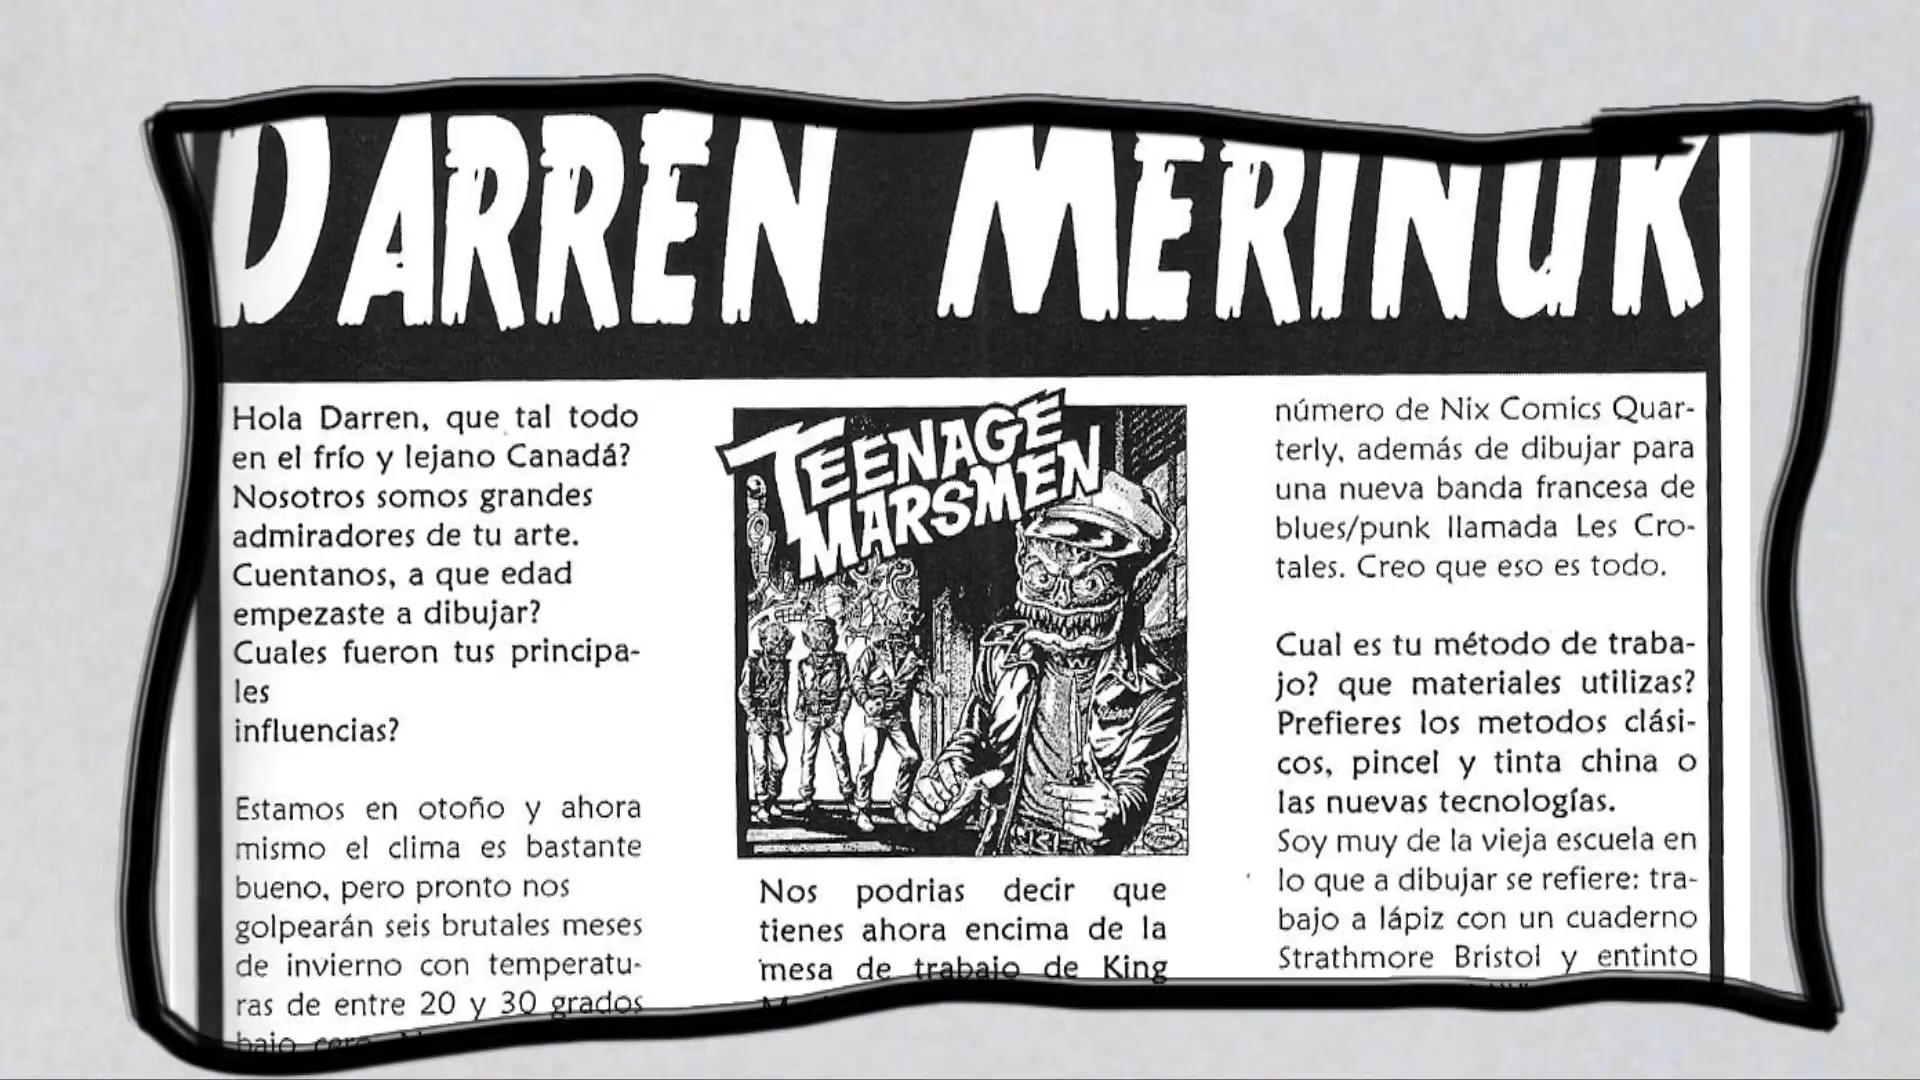 DARREN MERINUK
Hola Darren, que tal todo
en el frío y lejano Canadá?
Nosotros somos grandes
admiradores de tu arte.
Cuentanos, a que edad
empezaste a dibujar?
Cuales fueron tus principa-
les
influencias?
Estamos en otoño y ahora
mismo el clima es bastante
bueno, pero pronto nos
golpearán seis brutales meses
de invierno con temperatu-
ras de entre 20 y 30 grados
bajo
TEENAGE
MARSMEN
Nos podrias decir que
tienes ahora encima de la
mesa de trabajo de King
número de Nix Comics Quar-
terly, además de dibujar para
una nueva banda francesa de
blues/punk llamada Les Cro-
tales. Creo que eso es todo.
Cual es tu método de traba-
jo? que materiales utilizas?
Prefieres los metodos clási-
cos, pincel y tinta china o
las nuevas tecnologías.
Soy muy de la vieja escuela en
lo que a dibujar se refiere: tra-
bajo a lápiz con un cuaderno
Strathmore Bristol y entinto